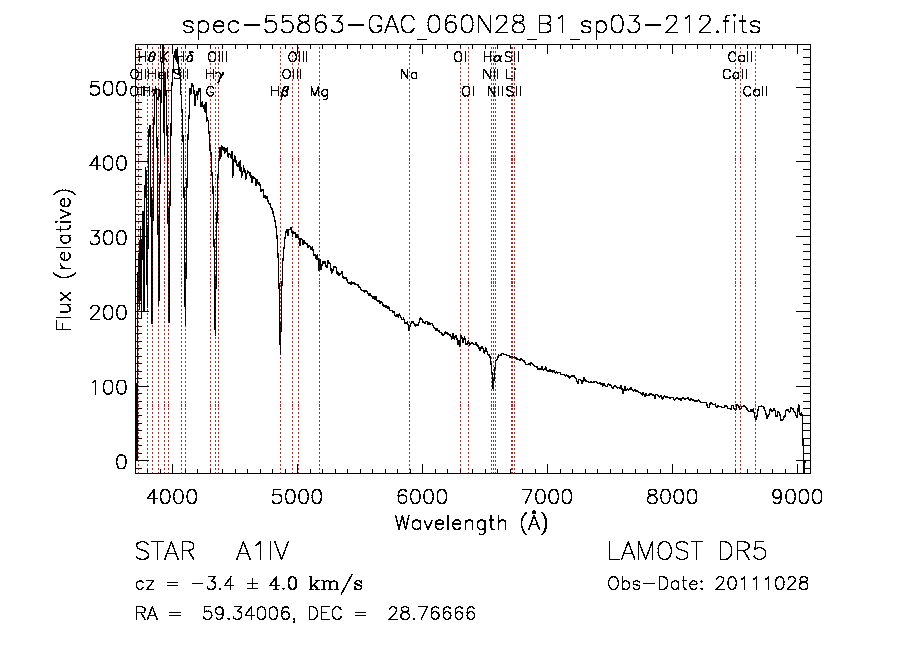 spec-55863-GAC_060N28_B1_sp03-212.fits
Hθ K Hδ OIII OIII OI Hα SII CaII
OII Hγ OIII Na NII Li CaII
G Hβ Mg OI NII SII CaII
500
400
300
200
100
0
Flux (relative)
4000 5000 6000 7000 8000 9000
Wavelength (Å)
STAR A1IV LAMOST DR5
cz = -3.4 ± 4.0 km/s Obs-Date: 20111028
RA = 59.34006, DEC = 28.76666